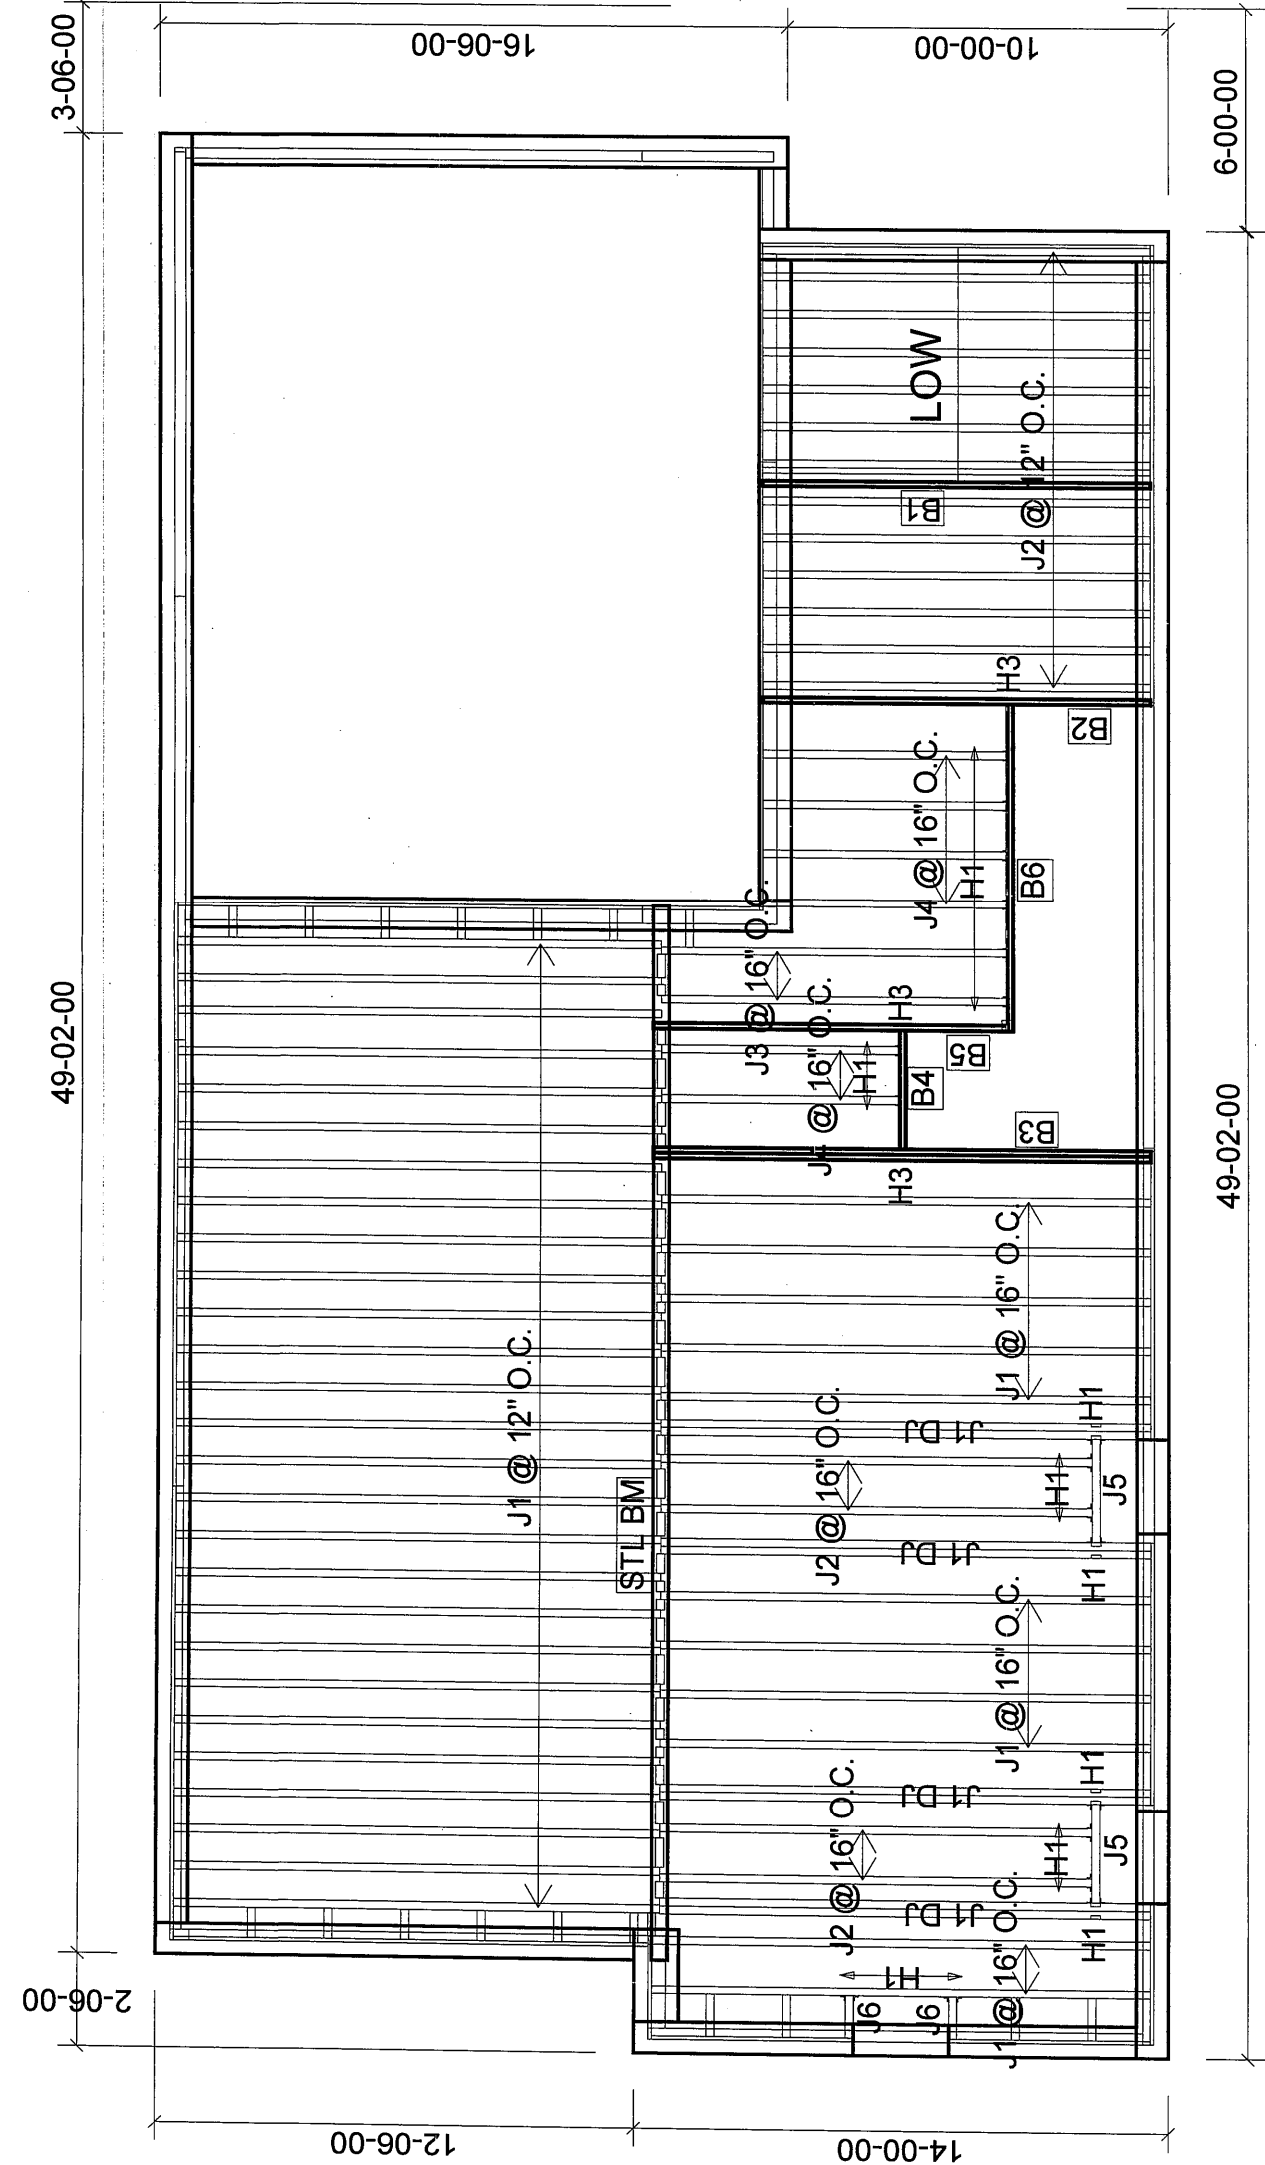 3-06-00
16-06-00
10-00-00
6-00-00
LOW
J2 @ 12" O.C.
B1
H3
B2
J4 @ 16" O.C.
H1
B6
49-02-00
J3 @ 16" O.C.
H3
B5
J4 @ 16" O.C.
H1
B4
B3
H3
49-02-00
J1 @ 16" O.C.
J1 @ 12" O.C.
STL BM
J2 @ 16" O.C.
J1 DJ
H1
H1
J5
J1 DJ
H1
J1 @ 16" O.C.
J2 @ 16" O.C.
J1 DJ
H1
H1
J5
J1 DJ
H1
J1 @ 16" O.C.
H1
J6
J6
2-06-00
12-06-00
14-00-00